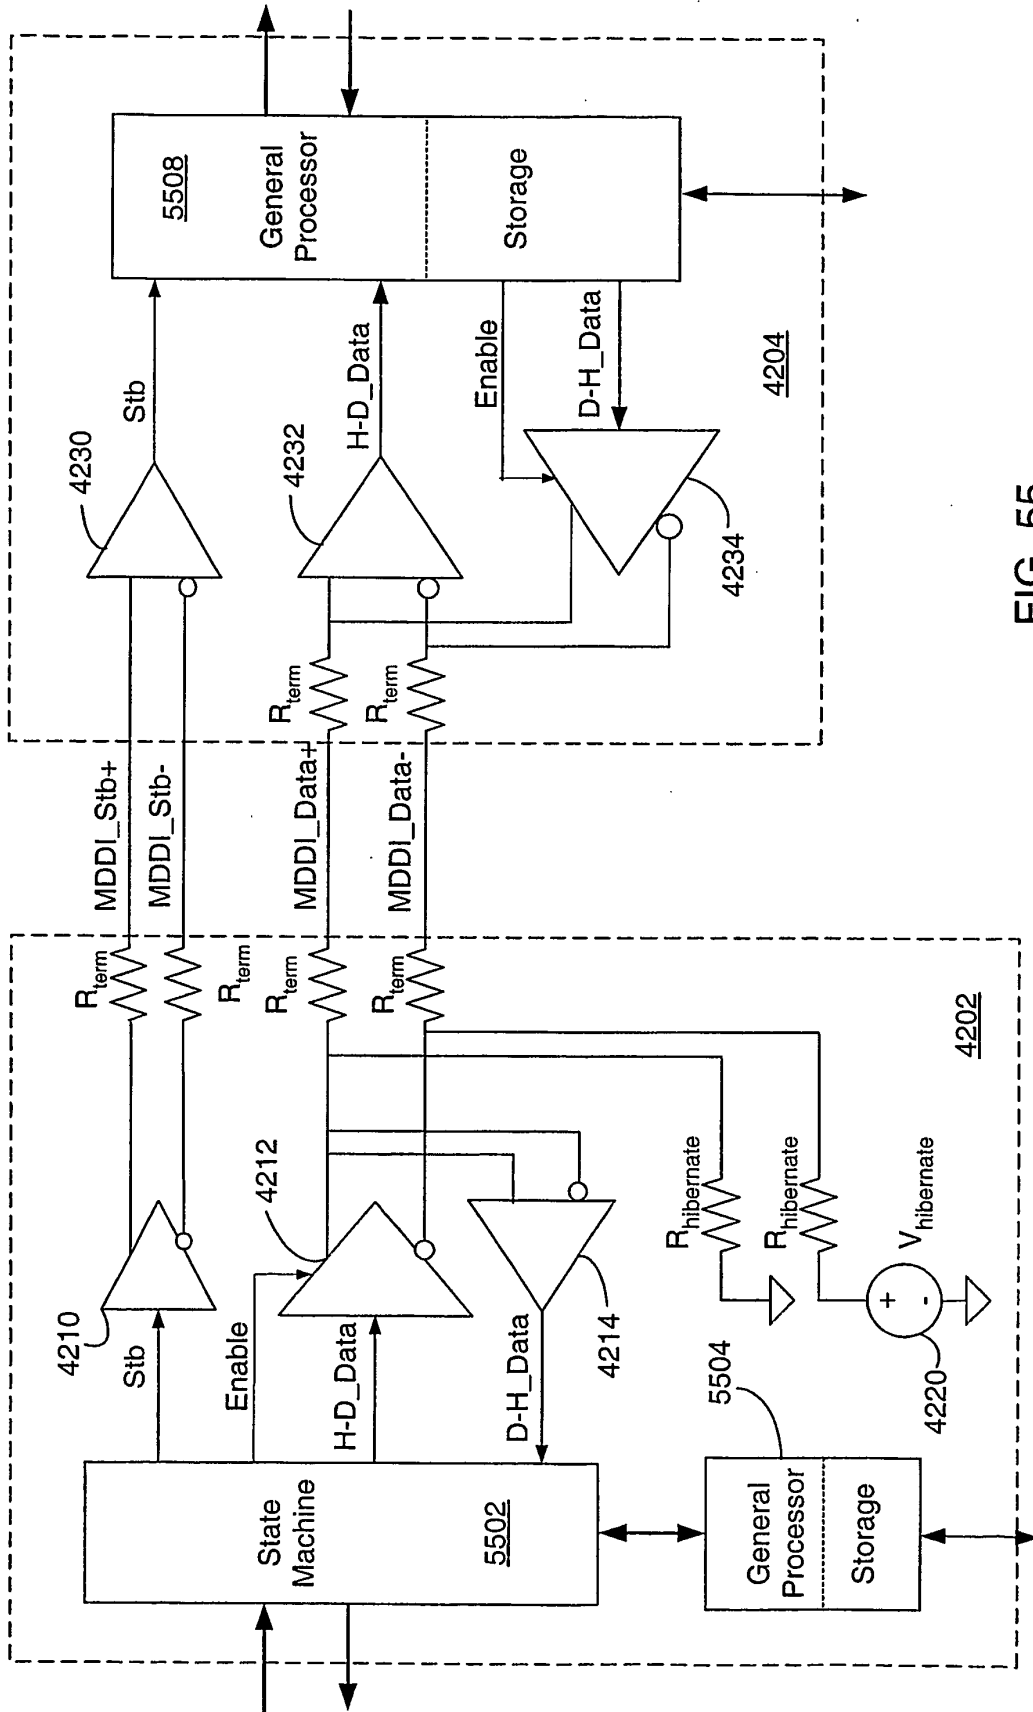 4210
Stb
R_term
MDDI_Stb+
MDDI_Stb-
R_term
4230
Stb
State
Machine
5502
Enable
4212
H-D_Data
R_term
R_term
MDDI_Data+
MDDI_Data-
R_term
R_term
4232
H-D_Data
5508
General
Processor
Storage
D-H_Data
4214
Enable
D-H_Data
4234
4204
5504
General
Processor
Storage
R_hibernate
R_hibernate
V_hibernate
+
-
4220
4202
FIG. 55